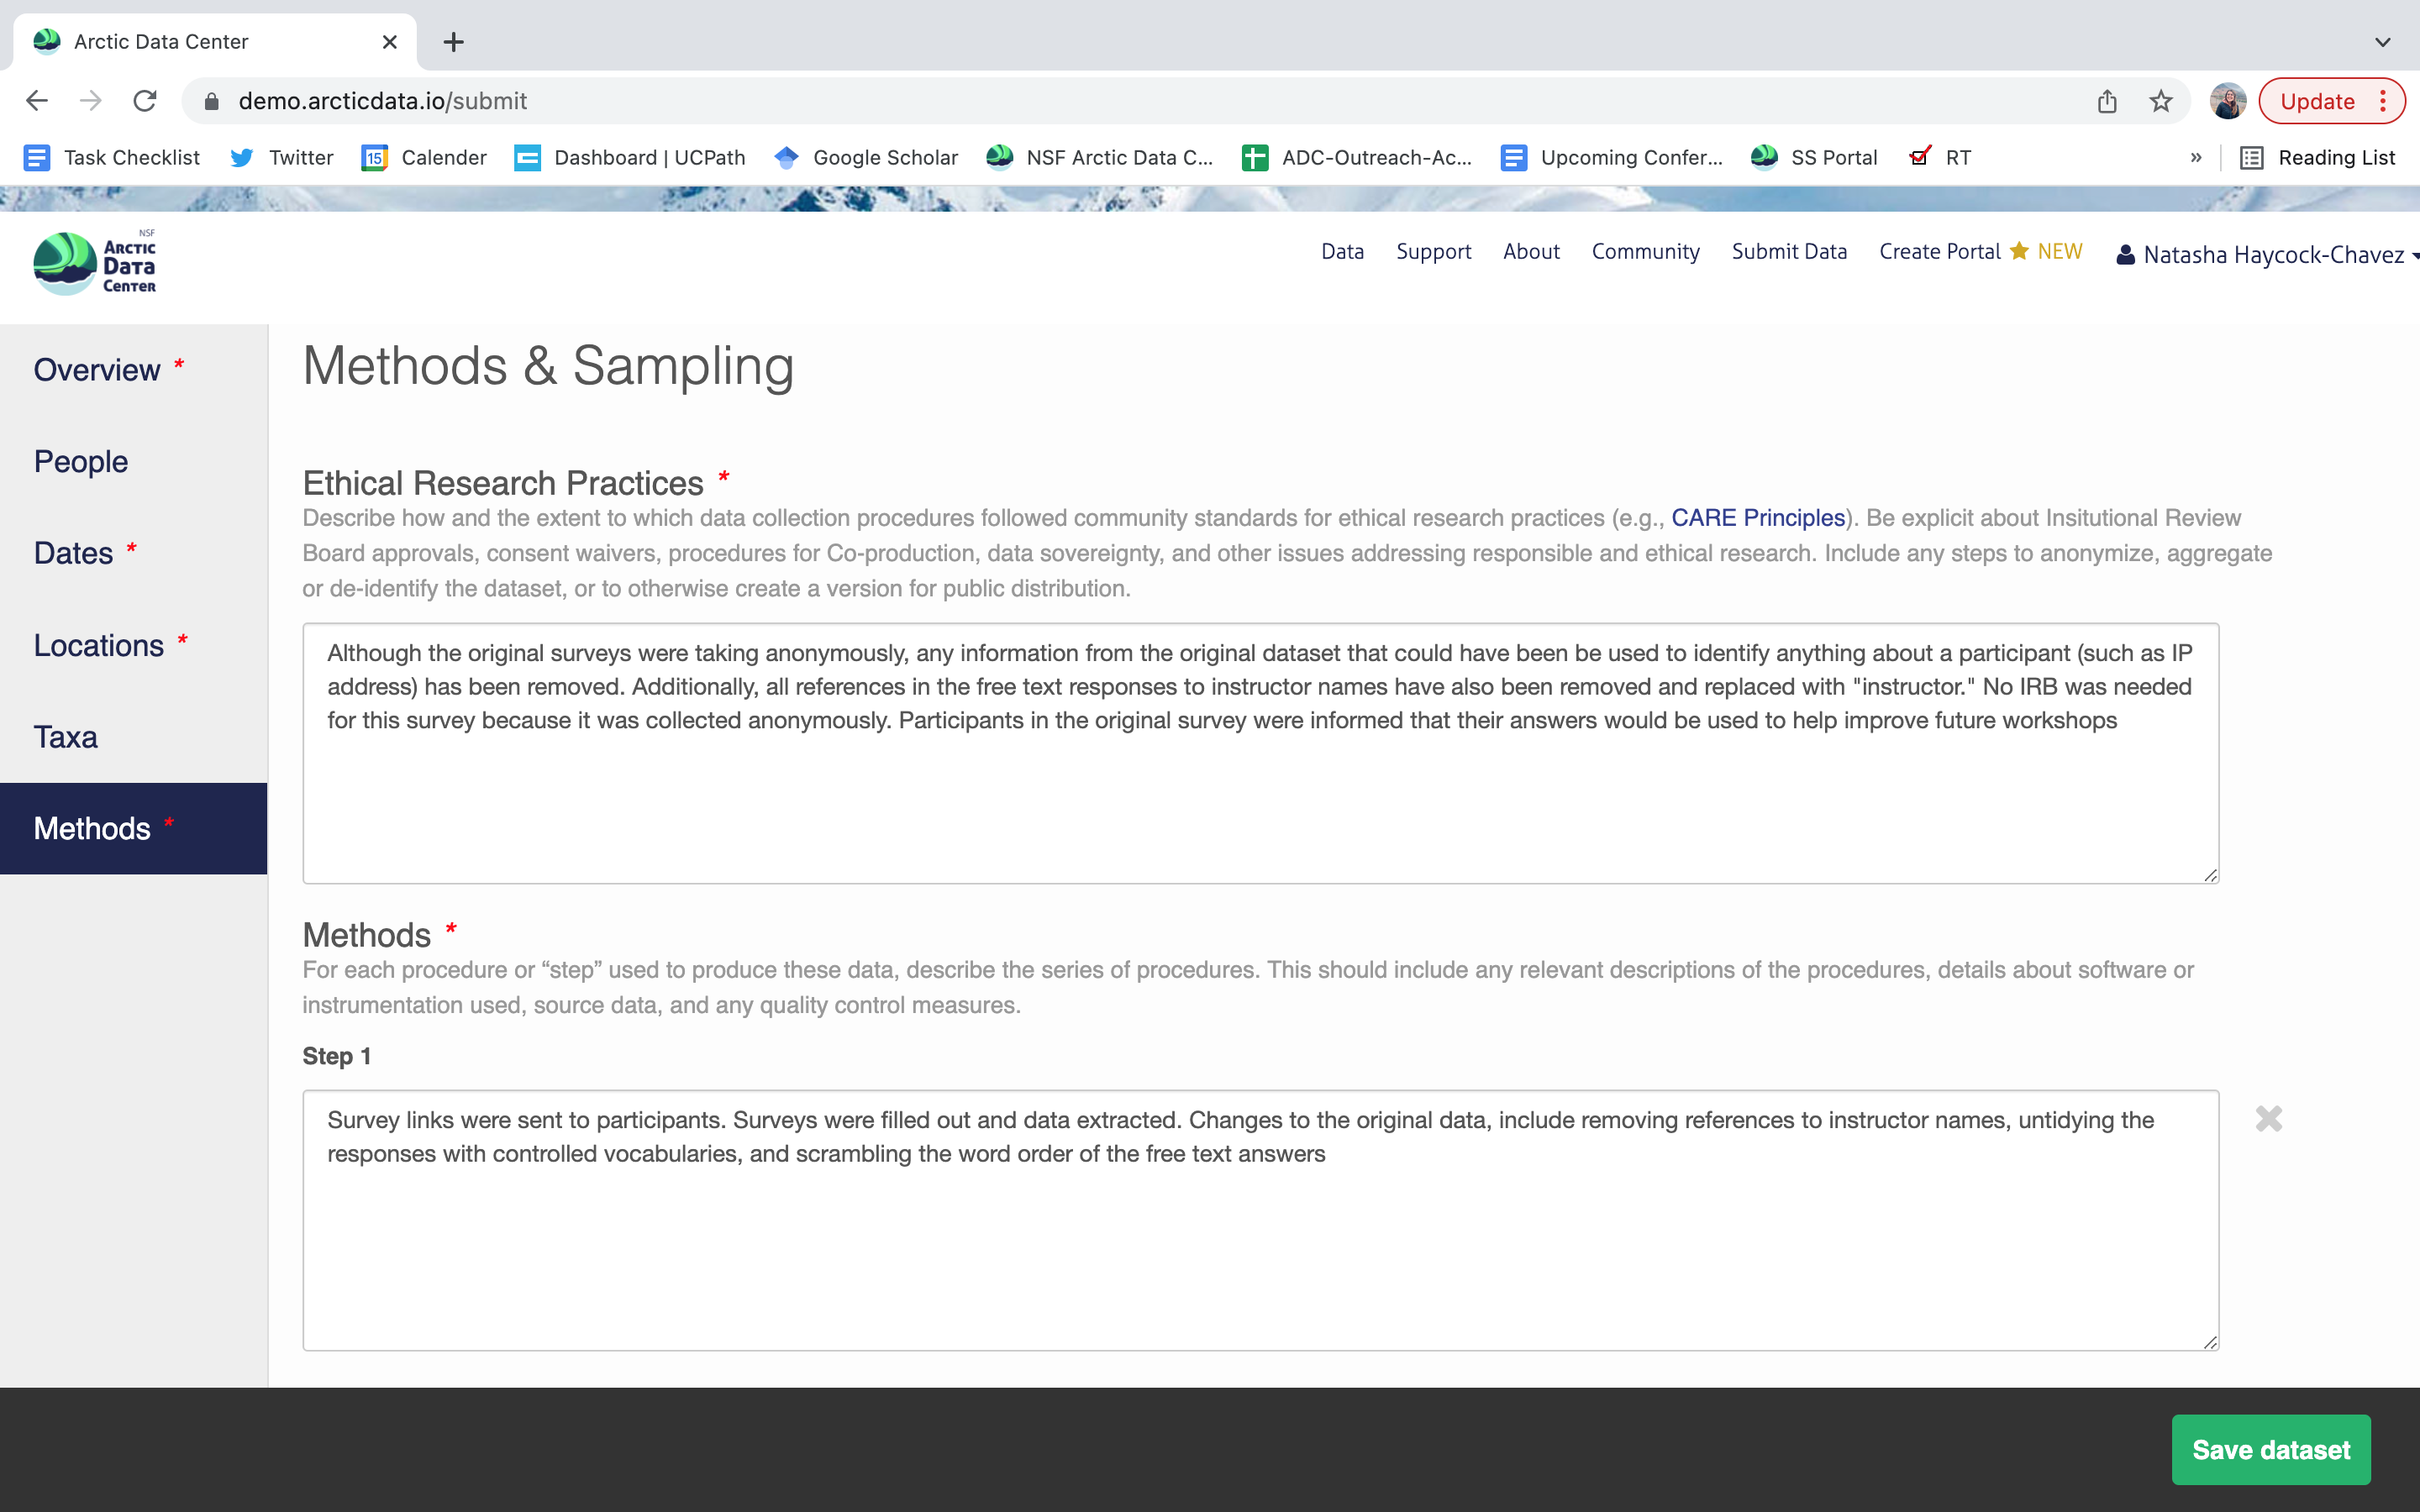 Arctic Data Center
demo.arcticdata.io/submit
Update
Task Checklist
15
Twitter
Calender
Dashboard | UCPath
Google Scholar
NSF Arctic Data C...
ADC-Outreach-Ac...
Upcoming Confer...
SS Portal
RT
»
Reading List
NSF
ARCTIC
DATA
CENTER
Data
Support
About
Community
Submit Data
Create Portal
NEW
Natasha Haycock-Chavez
Overview *
People
Dates *
Locations *
Taxa
Methods *
Methods & Sampling
Ethical Research Practices *
Describe how and the extent to which data collection procedures followed community standards for ethical research practices (e.g., CARE Principles). Be explicit about Insitutional Review
Board approvals, consent waivers, procedures for Co-production, data sovereignty, and other issues addressing responsible and ethical research. Include any steps to anonymize, aggregate
or de-identify the dataset, or to otherwise create a version for public distribution.
Although the original surveys were taking anonymously, any information from the original dataset that could have been be used to identify anything about a participant (such as IP
address) has been removed. Additionally, all references in the free text responses to instructor names have also been removed and replaced with "instructor." No IRB was needed
for this survey because it was collected anonymously. Participants in the original survey were informed that their answers would be used to help improve future workshops
Methods *
For each procedure or “step” used to produce these data, describe the series of procedures. This should include any relevant descriptions of the procedures, details about software or
instrumentation used, source data, and any quality control measures.
Step 1
Survey links were sent to participants. Surveys were filled out and data extracted. Changes to the original data, include removing references to instructor names, untidying the
responses with controlled vocabularies, and scrambling the word order of the free text answers
Save dataset